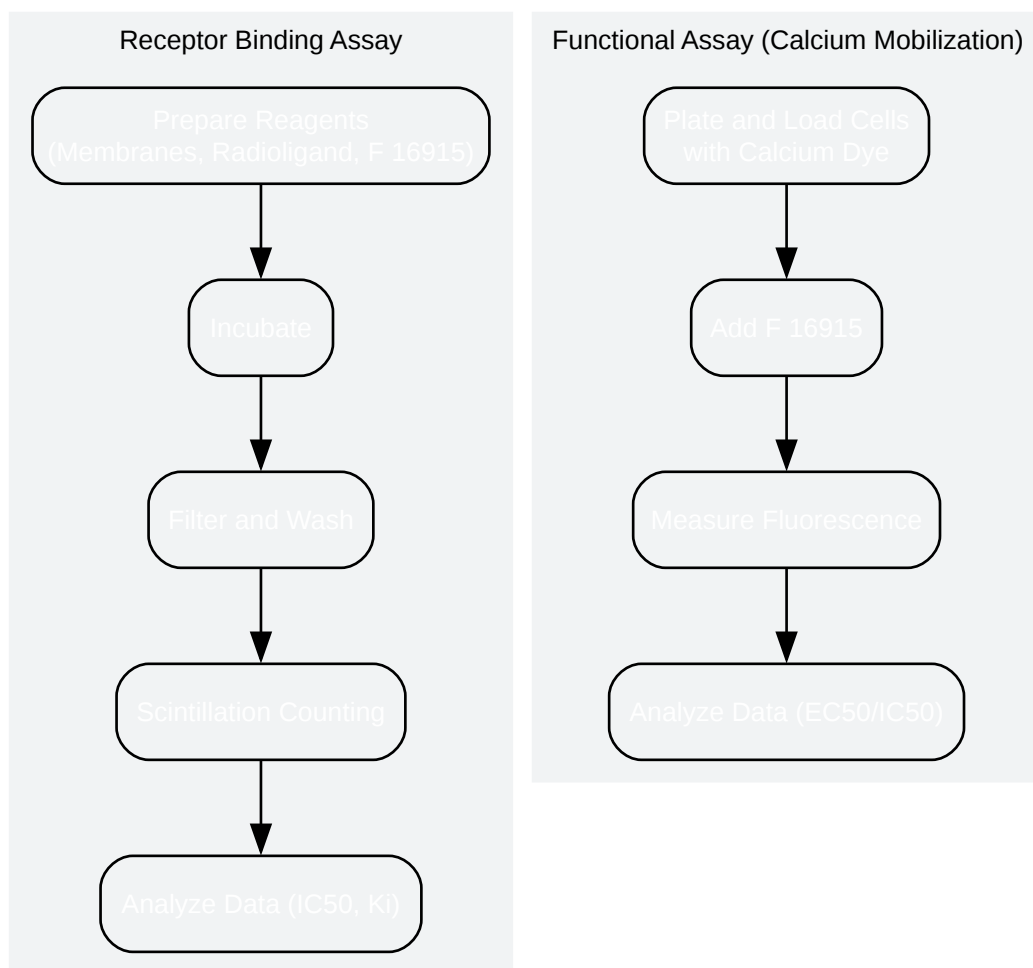 Receptor Binding Assay
Prepare Reagents
(Membranes, Radioligand, F 16915)
Incubate
Filter and Wash
Scintillation Counting
Analyze Data (IC50, Ki)
Functional Assay (Calcium Mobilization)
Plate and Load Cells
with Calcium Dye
Add F 16915
Measure Fluorescence
Analyze Data (EC50/IC50)